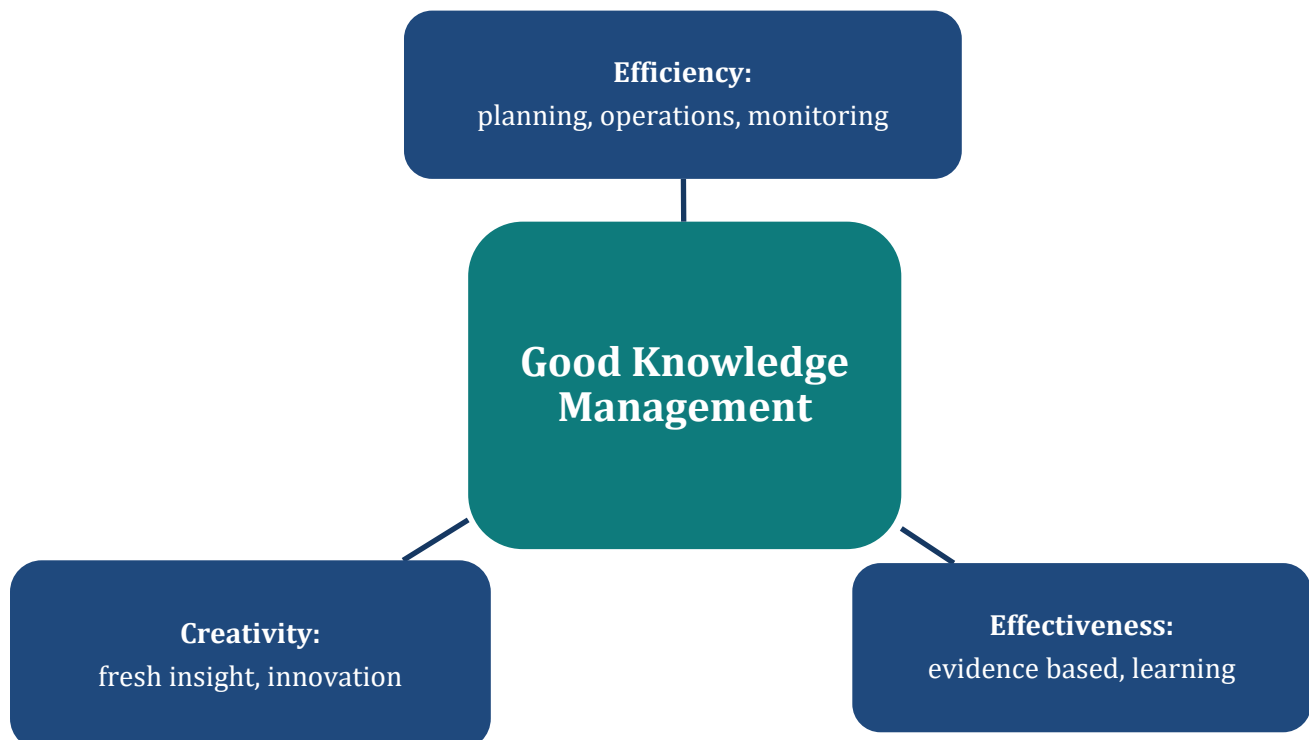 Efficiency:
planning, operations, monitoring
Good Knowledge
Management
Creativity:
fresh insight, innovation
Effectiveness:
evidence based, learning